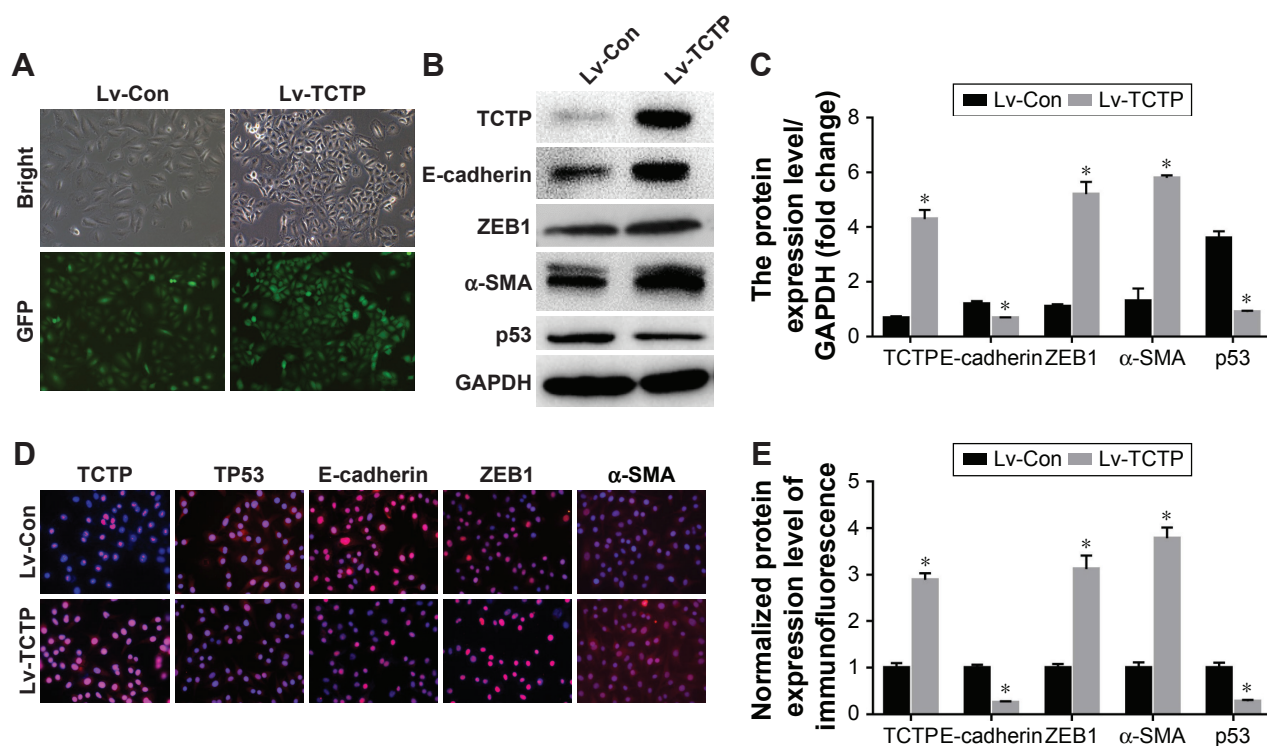 A
Lv-Con Lv-TCTP
Bright
GFP
B
Lv-Con Lv-TCTP
TCTP
E-cadherin
ZEB1
α-SMA
p53
GAPDH
C
Lv-Con Lv-TCTP
The protein
expression level/
GAPDH (fold change)
8
6
4
2
0
* * * * *
TCTP E-cadherin ZEB1 α-SMA p53
D
TCTP TP53 E-cadherin ZEB1 α-SMA
Lv-Con
Lv-TCTP
E
Lv-Con Lv-TCTP
Normalized protein
expression level of
immunofluorescence
5
4
3
2
1
0
* * * * *
TCTP E-cadherin ZEB1 α-SMA p53